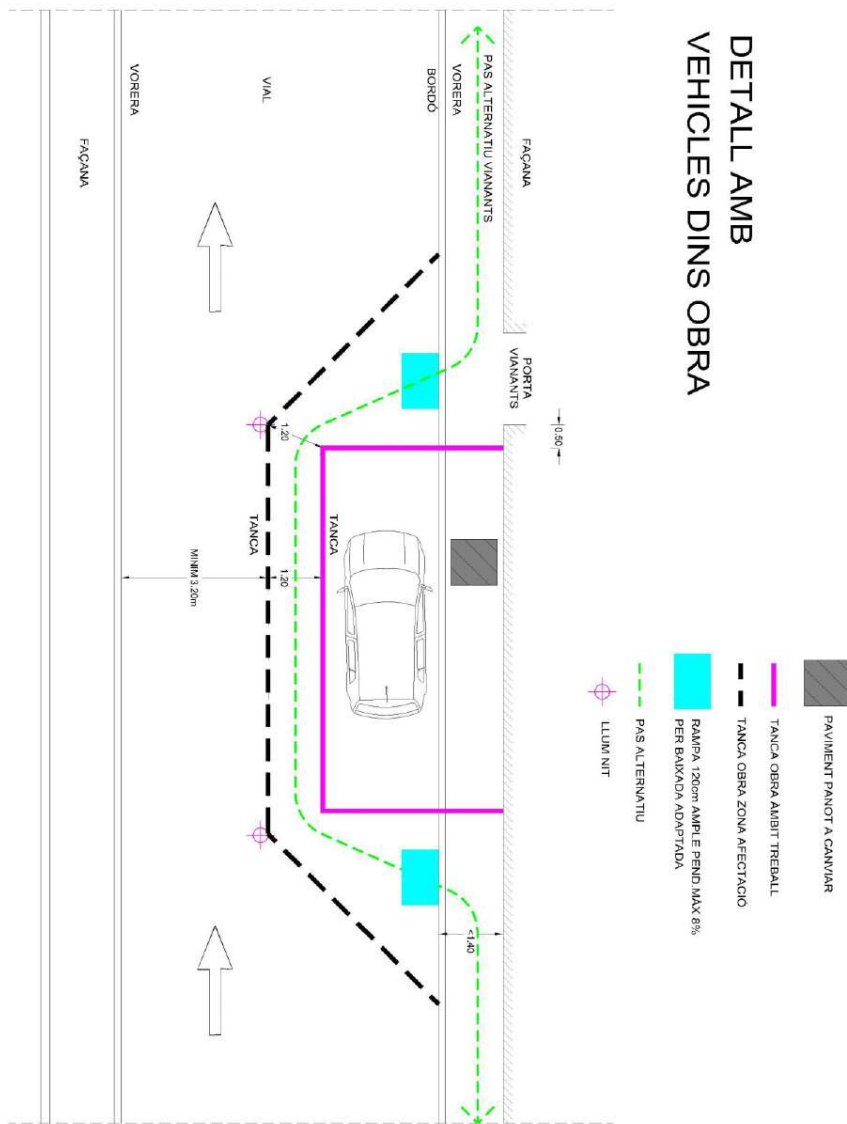 DETALL AMB
VEHICLES DINS OBRA
PAVIMENT PANOT A CANVIAR
TANCA OBRA ÀMBIT TREBALL
TANCA OBRA ZONA AFECTACIÓ
RAMPA 120cm AMPLE PEND.MÀX 8%
PER BAIXADA ADAPTADA
PAS ALTERNATIU
LLUM NIT
FAÇANA
PAS ALTERNATIU VIANANTS
VORERA
BORDÓ
VIAL
VORERA
FAÇANA
PORTA
VIANANTS
0.50
1.20
TANCA
TANCA
1.20
MINIM 3.20m
<1.40